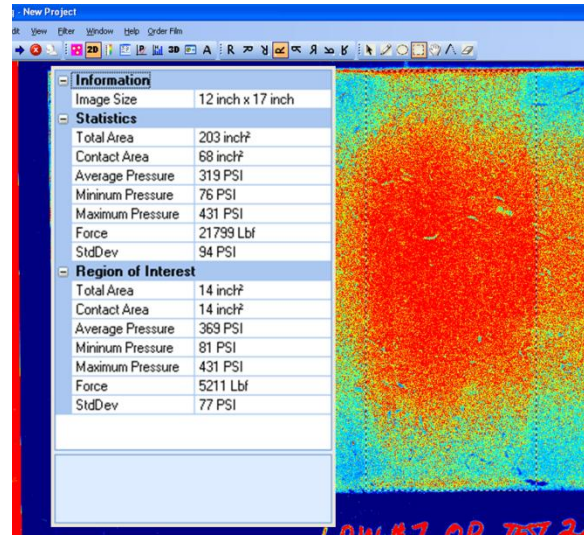 g - New Project
dit View Filter Window Help Order Film
2D P 3D A R R R R R R R R
Information
Image Size 12 inch x 17 inch
Statistics
Total Area 203 inch²
Contact Area 68 inch²
Average Pressure 319 PSI
Mininum Pressure 76 PSI
Maximum Pressure 431 PSI
Force 21799 Lbf
StdDev 94 PSI
Region of Interest
Total Area 14 inch²
Contact Area 14 inch²
Average Pressure 369 PSI
Mininum Pressure 81 PSI
Maximum Pressure 431 PSI
Force 5211 Lbf
StdDev 77 PSI
TEST